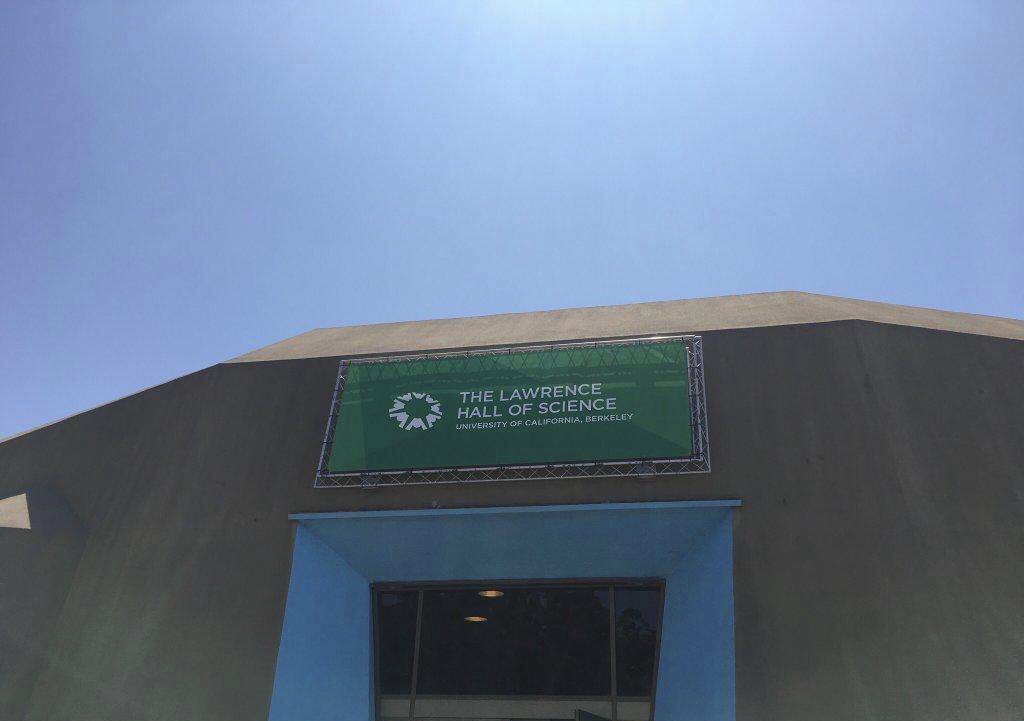 THE LAWRENCE
HALL OF SCIENCE
UNIVERSITY OF CALIFORNIA, BERKELEY